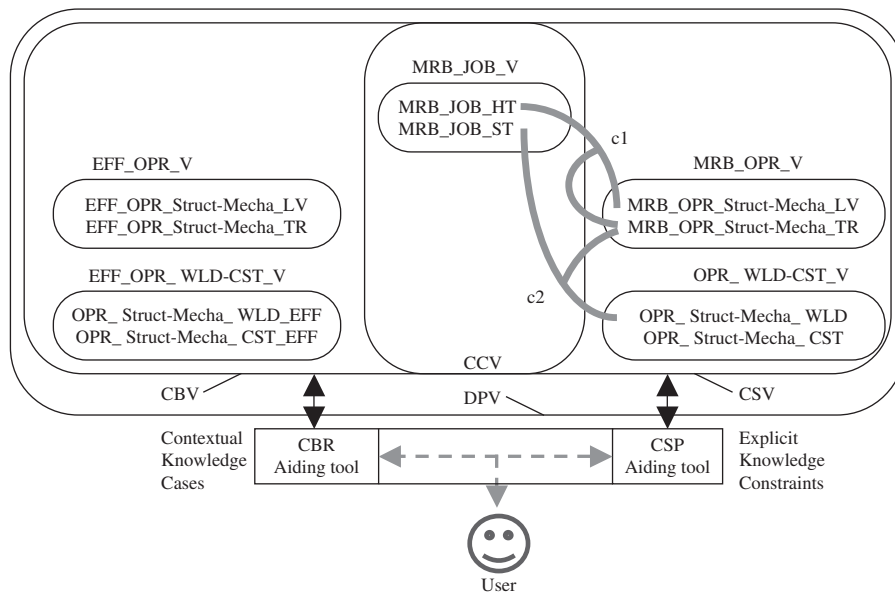 MRB_JOB_V
MRB_JOB_HT
MRB_JOB_ST
c1
EFF_OPR_V
MRB_OPR_V
EFF_OPR_Struct-Mecha_LV
EFF_OPR_Struct-Mecha_TR
MRB_OPR_Struct-Mecha_LV
MRB_OPR_Struct-Mecha_TR
EFF_OPR_ WLD-CST_V
OPR_ WLD-CST_V
c2
OPR_ Struct-Mecha_ WLD_EFF
OPR_ Struct-Mecha_ CST_EFF
OPR_ Struct-Mecha_ WLD
OPR_ Struct-Mecha_ CST
CCV
CBV
DPV
CSV
Contextual
Knowledge
Cases
CBR
Aiding tool
CSP
Aiding tool
Explicit
Knowledge
Constraints
User